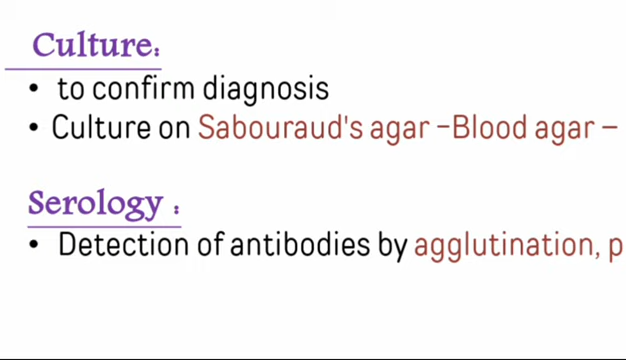 Culture:
• to confirm diagnosis
• Culture on Sabouraud's agar –Blood agar –
Serology :
• Detection of antibodies by agglutination, p